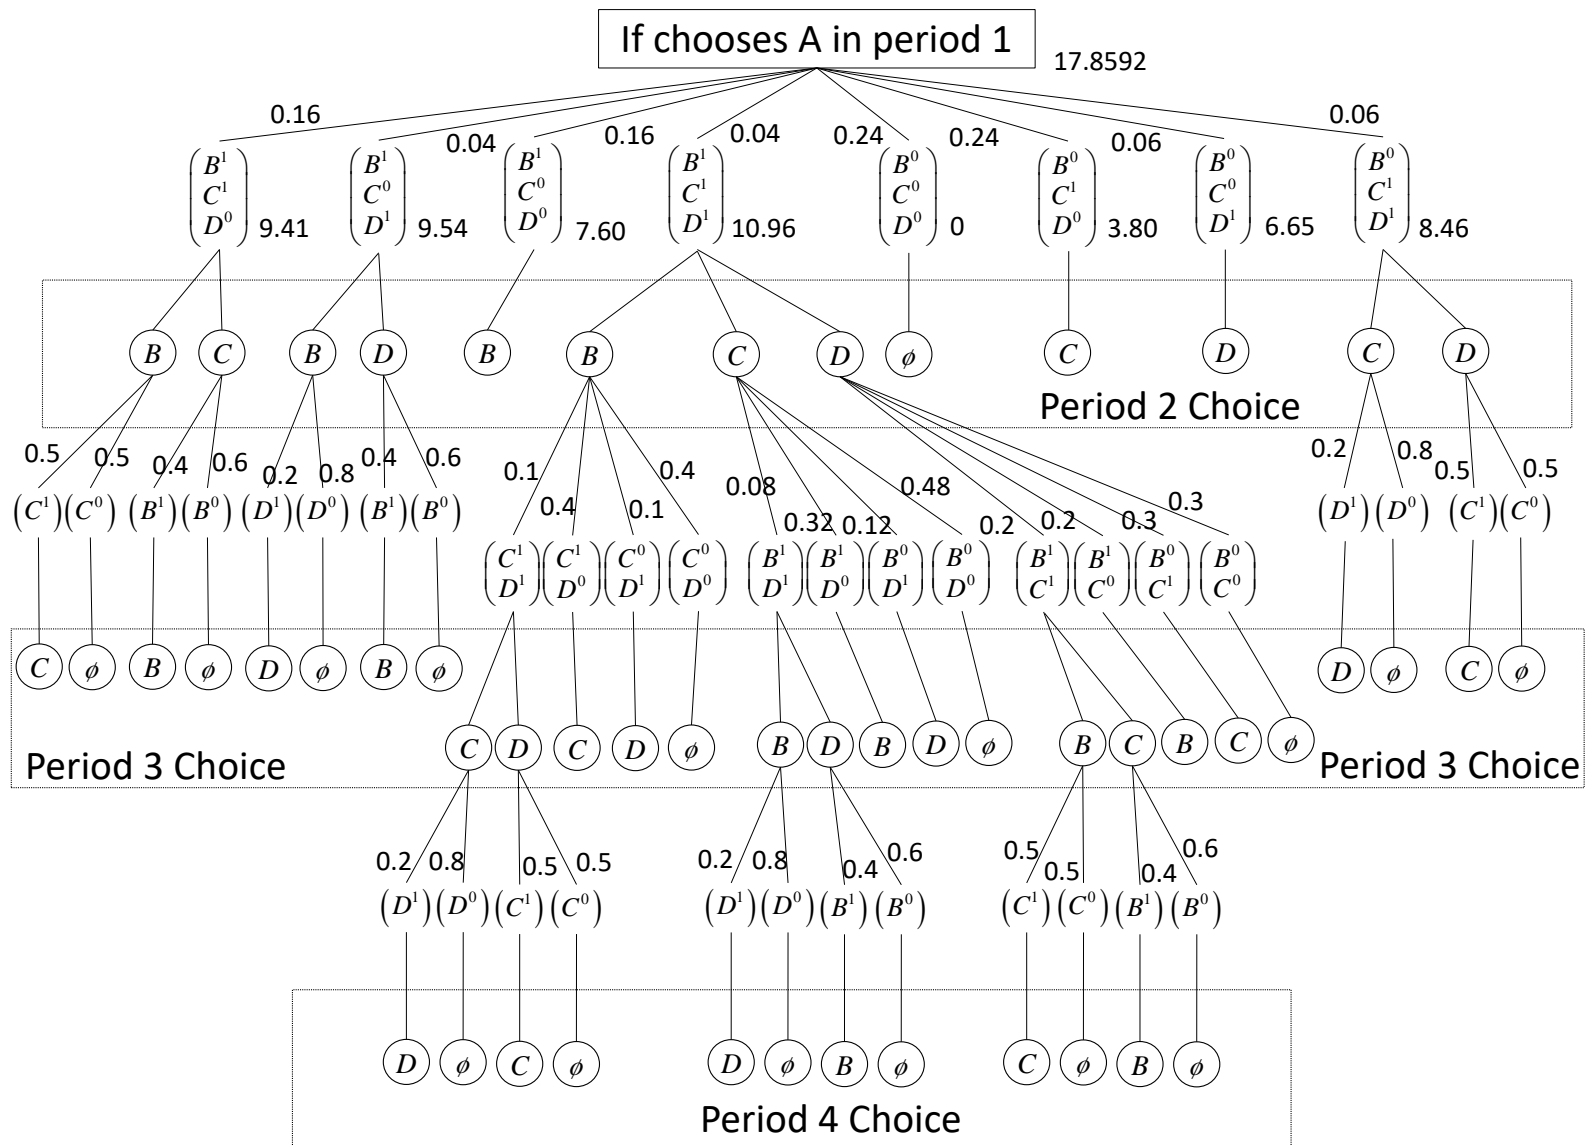 If chooses A in period 1
17.8592
0.16 0.04 0.16 0.04 0.24 0.24 0.06 0.06
B¹ B¹ B¹ B¹ B⁰ B⁰ B⁰ B⁰
C¹ C⁰ C⁰ C¹ C⁰ C¹ C⁰ C¹
D⁰ 9.41 D¹ 9.54 D⁰ 7.60 D¹ 10.96 D⁰ 0 D⁰ 3.80 D¹ 6.65 D¹ 8.46
B C B D B B C D ϕ C D C D
Period 2 Choice
0.5 0.5 0.4 0.6 0.2 0.8 0.4 0.6 0.1 0.4 0.1 0.4 0.08 0.32 0.12 0.48 0.2 0.2 0.3 0.3 0.2 0.8 0.5 0.5
(C¹) (C⁰) (B¹) (B⁰) (D¹) (D⁰) (B¹) (B⁰) (D¹) (D⁰) (C¹) (C⁰)
C¹ C¹ C⁰ C⁰ B¹ B¹ B⁰ B⁰ B¹ B¹ B⁰ B⁰
D¹ D⁰ D¹ D⁰ D¹ D⁰ D¹ D⁰ C¹ C⁰ C¹ C⁰
C ϕ B ϕ D ϕ B ϕ D ϕ C ϕ
C D C D ϕ B D B D ϕ B C B C ϕ
Period 3 Choice
Period 3 Choice
0.2 0.8 0.5 0.5 0.2 0.8 0.4 0.6 0.5 0.5 0.4 0.6
(D¹) (D⁰) (C¹) (C⁰) (D¹) (D⁰) (B¹) (B⁰) (C¹) (C⁰) (B¹) (B⁰)
D ϕ C ϕ D ϕ B ϕ C ϕ B ϕ
Period 4 Choice